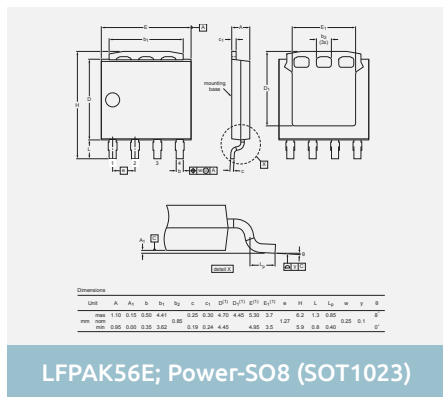 E
A
A
E1
b1
c1
b2
(3x)
mounting
base
D1
H
D
L
1
2
3
4
e
b
w
A
c
X
A1
C
Lp
θ
y
C
detail X
Dimensions
Unit A A1 b b1 b2 c c1 D(1) D1(1) E(1) E1(1) e H L Lp w y θ
max 1.10 0.15 0.50 4.41 0.25 0.30 4.70 4.45 5.30 3.7 6.2 1.3 0.85 8°
mm nom 0.85 1.27 0.25 0.1
min 0.95 0.00 0.35 3.62 0.19 0.24 4.45 4.95 3.5 5.9 0.8 0.40 0°
LFPAK56E; Power-SO8 (SOT1023)